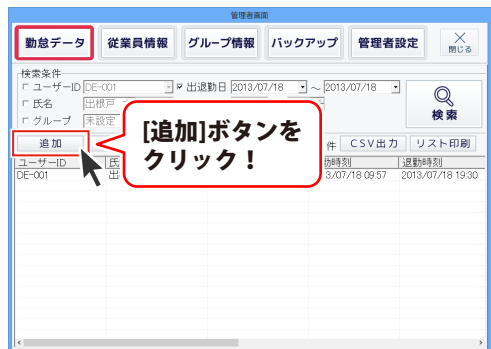 管理者画面
勤怠データ 従業員情報 グループ情報 バックアップ 管理者設定 閉じる
検索条件
ユーザーID DE-001 出退勤日 2013/07/18 ~ 2013/07/18
氏名 出根戸
グループ 未設定
検索
[追加]ボタンを
クリック！
追加 件 CSV出力 リスト印刷
ユーザーID 氏 勤時刻 退勤時刻
DE-001 出 3/07/18 09:57 2013/07/18 19:30